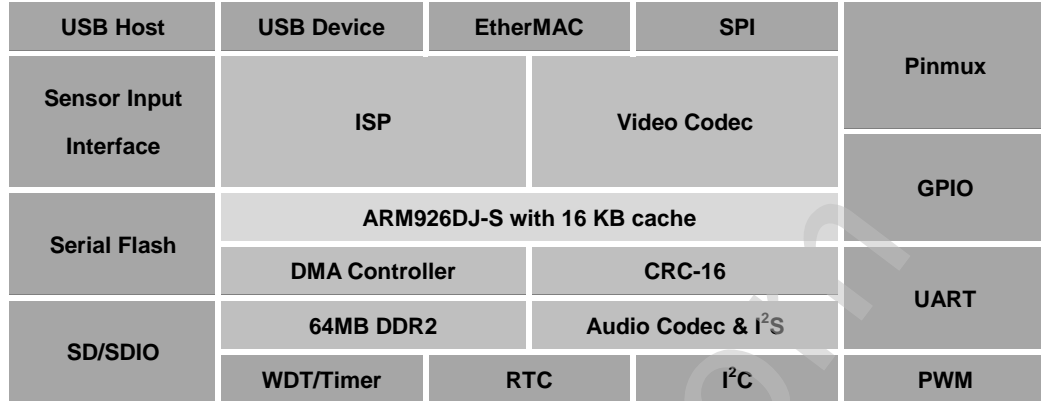 USB Host
USB Device
EtherMAC
SPI
Pinmux
Sensor Input
Interface
ISP
Video Codec
GPIO
Serial Flash
ARM926DJ-S with 16 KB cache
DMA Controller
CRC-16
UART
SD/SDIO
64MB DDR2
Audio Codec & I²S
WDT/Timer
RTC
I²C
PWM